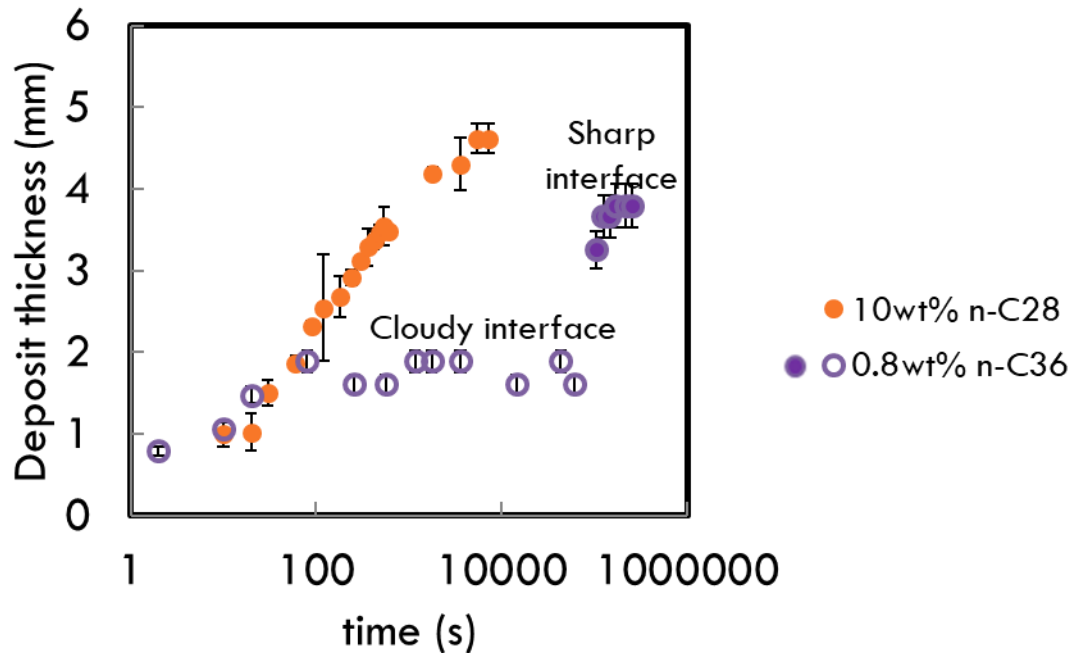 6
5
4
3
2
1
0
Deposit thickness (mm)
Sharp
interface
Cloudy interface
1 100 10000 1000000
time (s)
10wt% n-C28
0.8wt% n-C36